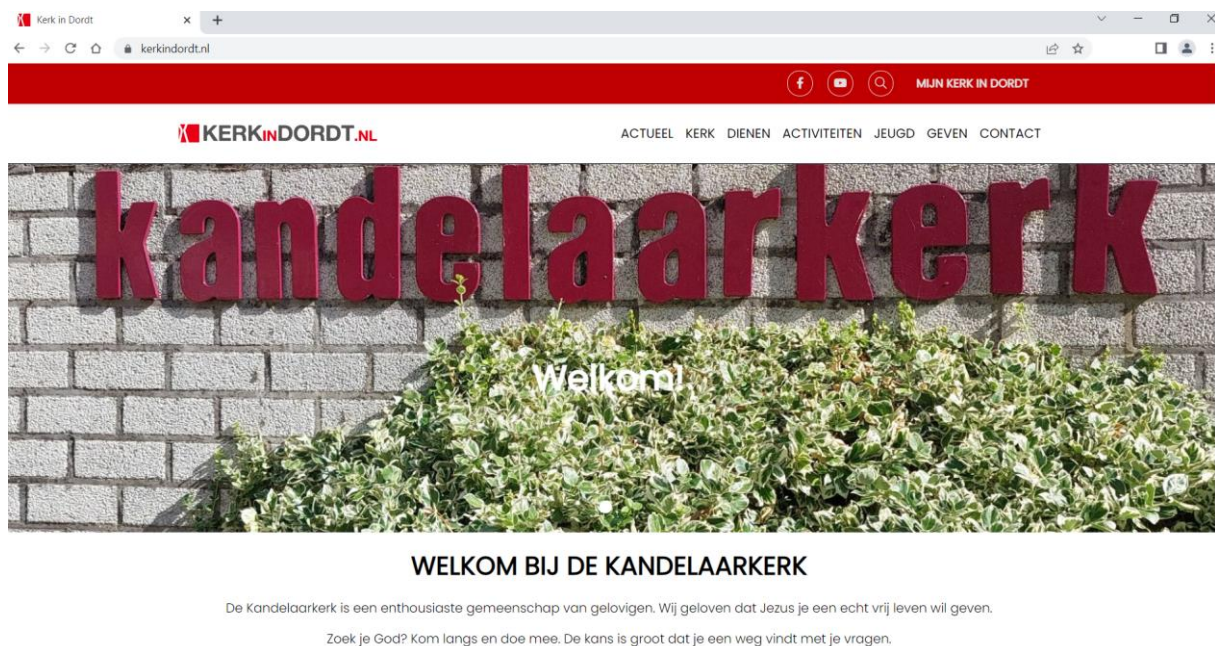 Kerk in Dordt
kerkindordt.nl
MIJN KERK IN DORDT
KERKINDORDT.NL
ACTUEEL KERK DIENEN ACTIVITEITEN JEUGD GEVEN CONTACT
kandelaarkerk
Welkom!
WELKOM BIJ DE KANDELAARKERK
De Kandelaarkerk is een enthousiaste gemeenschap van gelovigen. Wij geloven dat Jezus je een echt vrij leven wil geven.
Zoek je God? Kom langs en doe mee. De kans is groot dat je een weg vindt met je vragen.